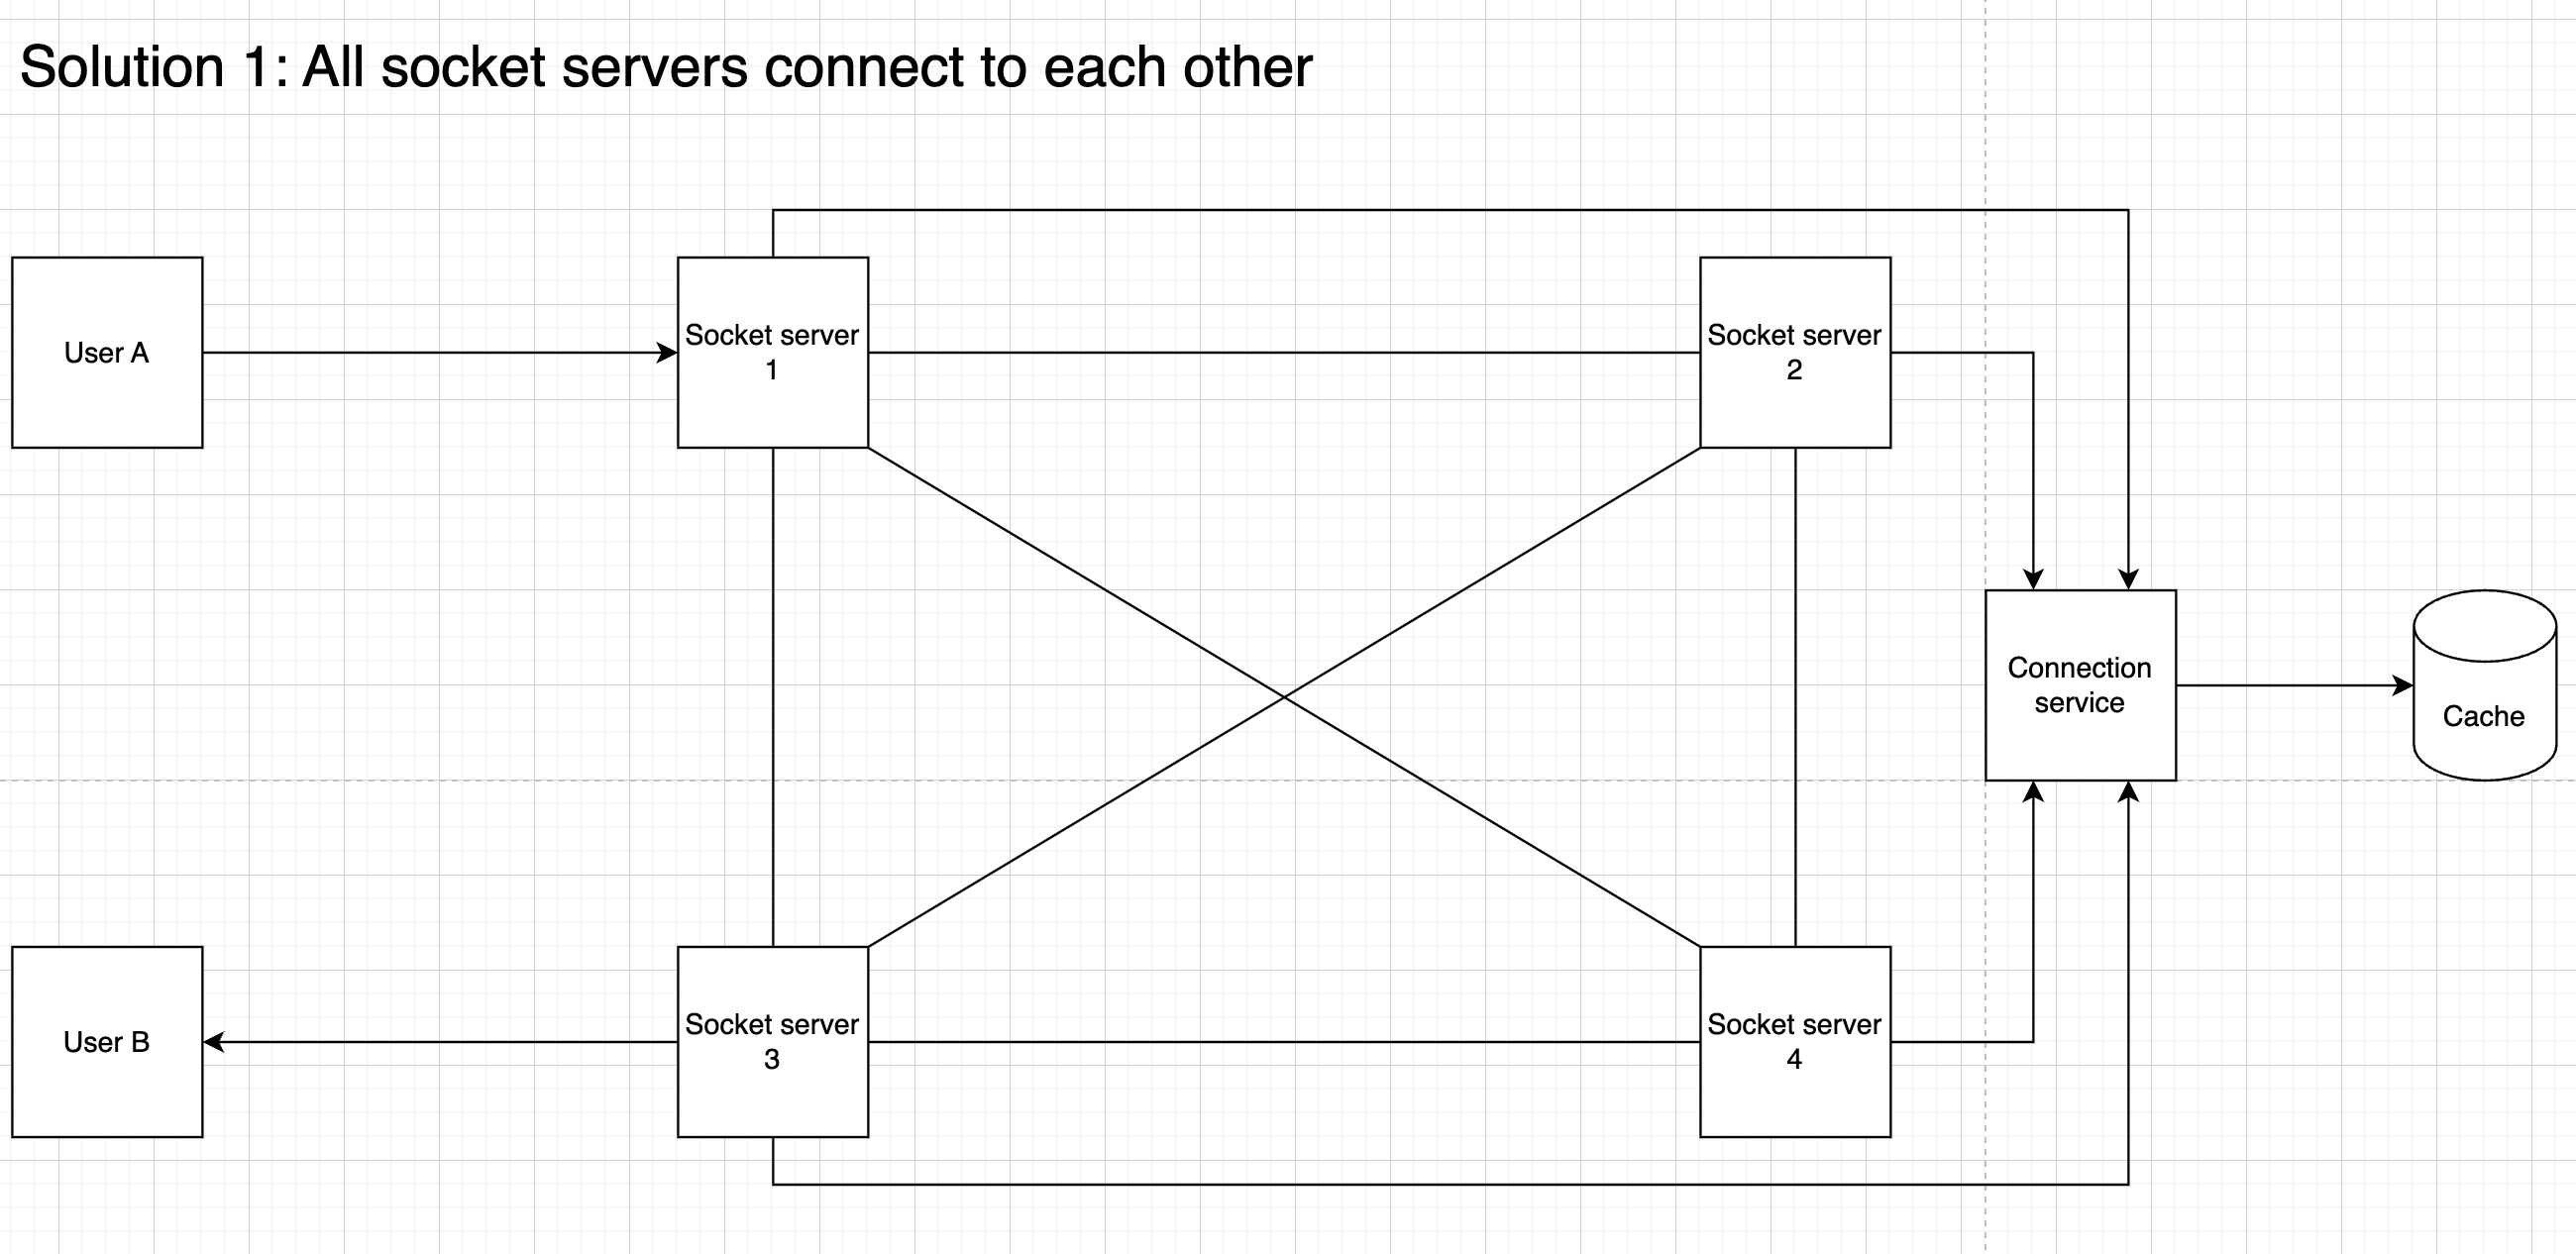 Solution 1: All socket servers connect to each other
User A
Socket server
1
Socket server
2
Connection
service
Cache
User B
Socket server
3
Socket server
4